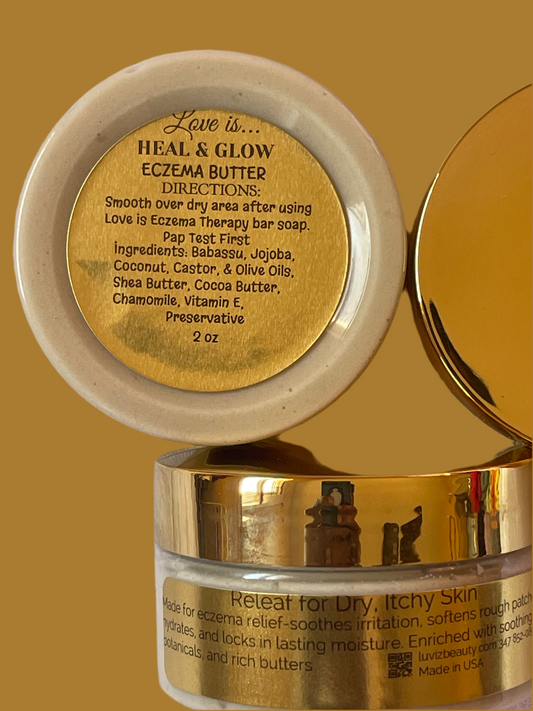 Love is...
HEAL & GLOW
ECZEMA BUTTER
DIRECTIONS:
Smooth over dry area after using
Love is Eczema Therapy bar soap.
Pap Test First
Ingredients: Babassu, Jojoba,
Coconut, Castor, & Olive Oils,
Shea Butter, Cocoa Butter,
Chamomile, Vitamin E,
Preservative
2 oz
Releaf for Dry, Itchy Skin
Made for eczema relief-soothes irritation, softens rough patch
hydrates, and locks in lasting moisture. Enriched with soothing
botanicals, and rich butters
luvizbeauty.com 347 852-
Made in USA